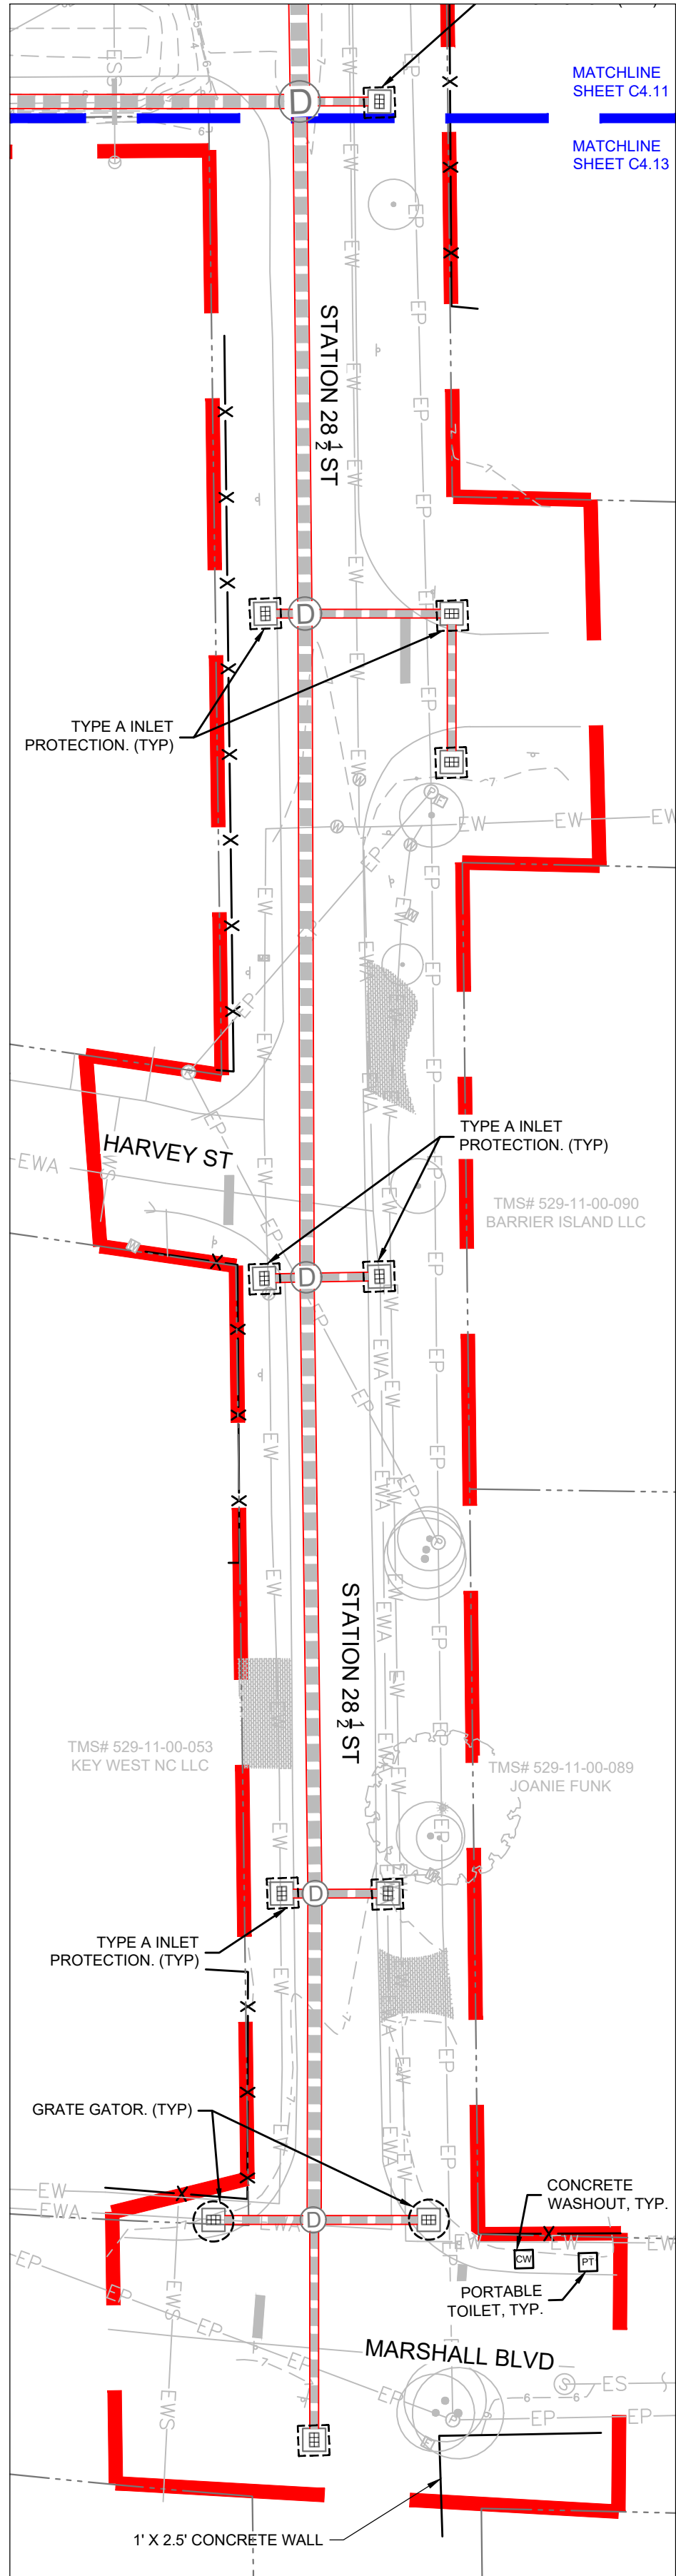 MATCHLINE
SHEET C4.11
MATCHLINE
SHEET C4.13
D
STATION 28 1/2 ST
D
TYPE A INLET
PROTECTION. (TYP)
TYPE A INLET
PROTECTION. (TYP)
HARVEY ST
TMS# 529-11-00-090
BARRIER ISLAND LLC
D
STATION 28 1/2 ST
TMS# 529-11-00-053
KEY WEST NC LLC
TMS# 529-11-00-089
JOANIE FUNK
D
TYPE A INLET
PROTECTION. (TYP)
GRATE GATOR. (TYP)
D
CONCRETE
WASHOUT, TYP.
CW
PT
PORTABLE
TOILET, TYP.
MARSHALL BLVD
1' X 2.5' CONCRETE WALL